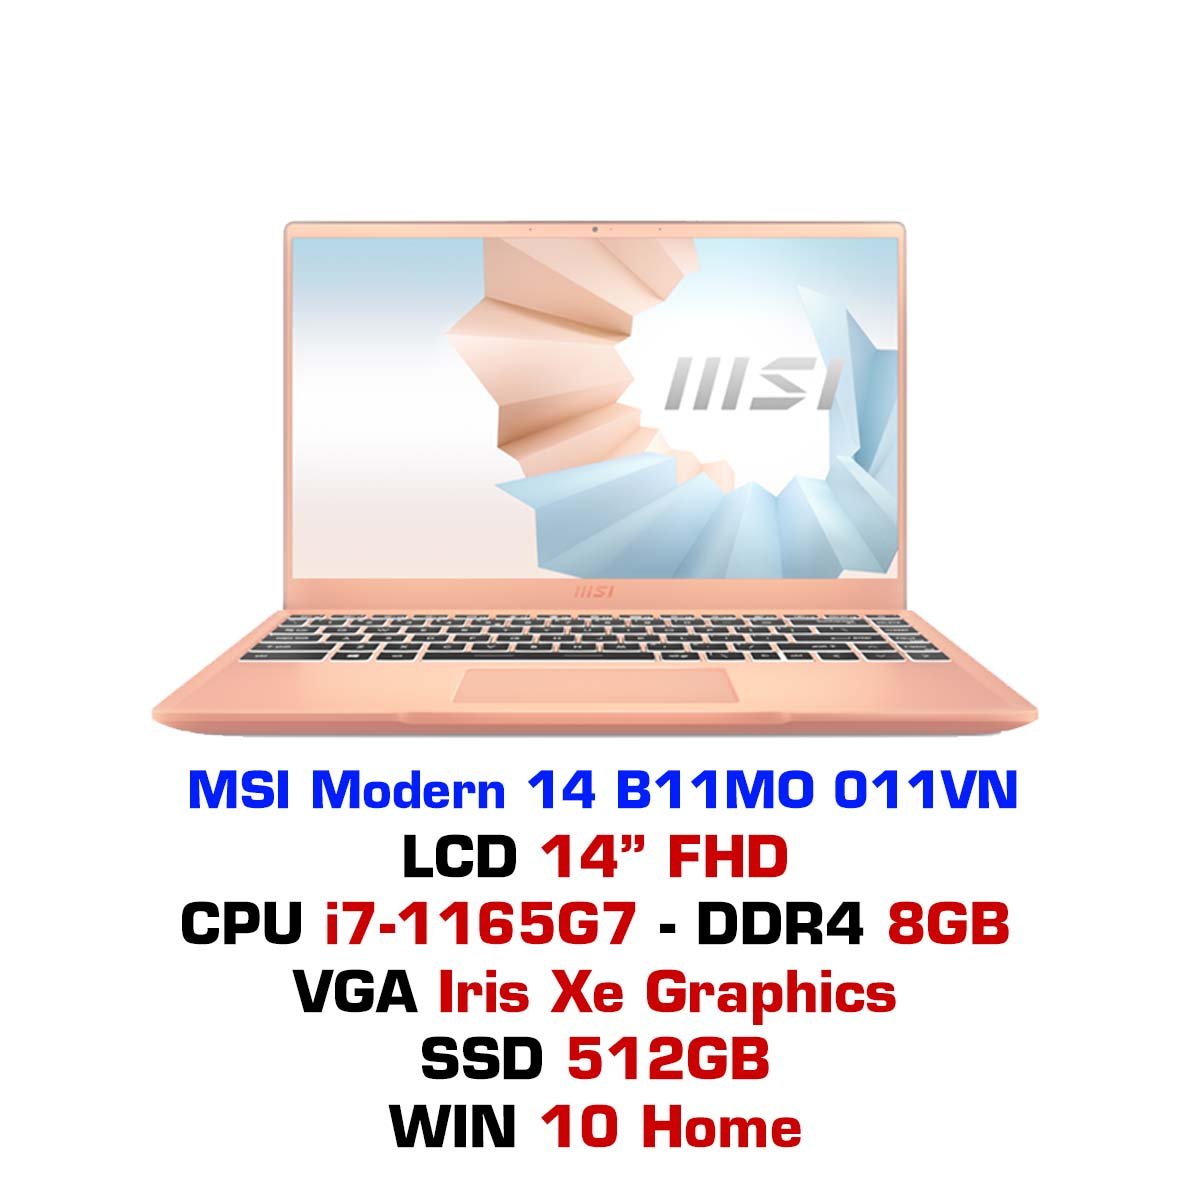 MSI
MSI
MSI Modern 14 B11MO 011VN
LCD 14” FHD
CPU i7-1165G7 - DDR4 8GB
VGA Iris Xe Graphics
SSD 512GB
WIN 10 Home